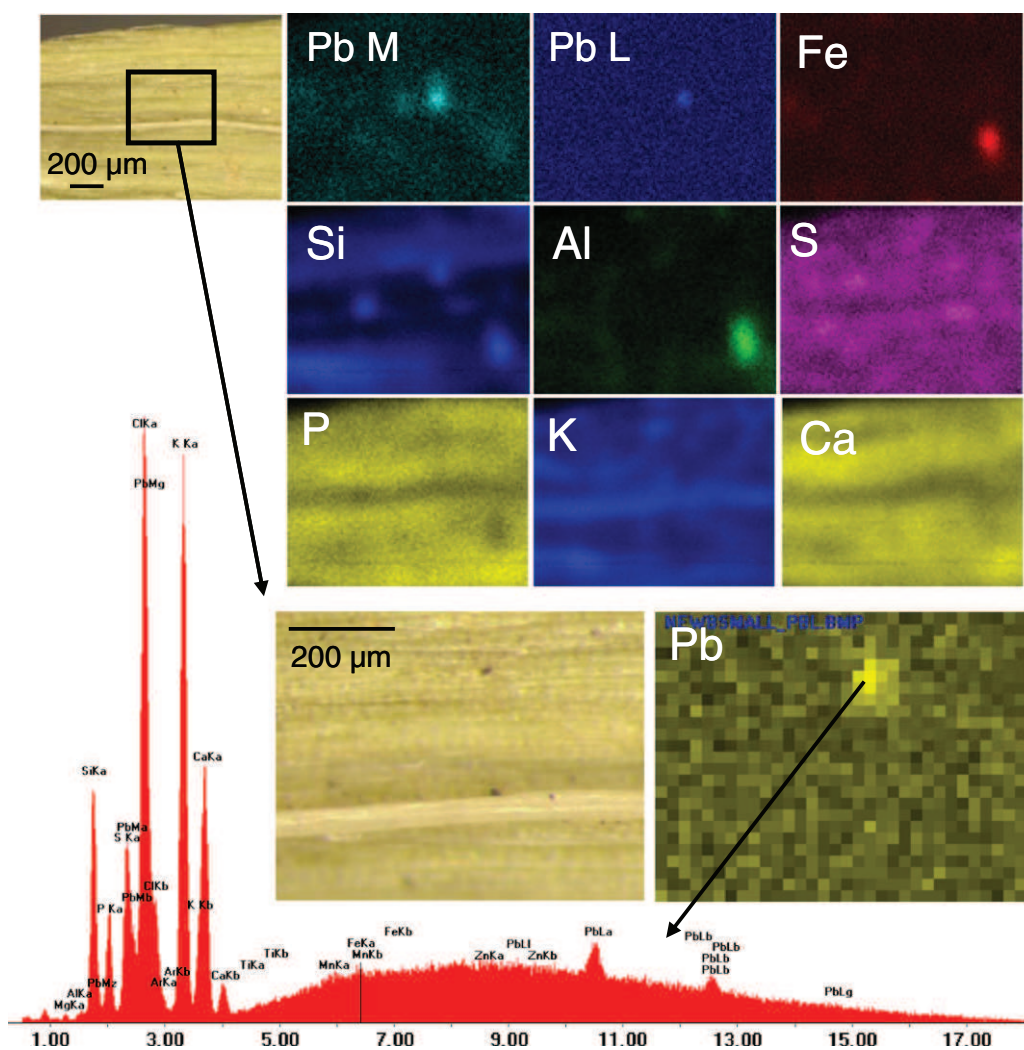 Pb M
Pb L
Fe
200 µm
Si
Al
S
P
K
Ca
ClKa
K Ka
PbMg
200 µm
NEWBSMALL_PBL.BMP
Pb
CaKa
SiKa
PbMa
S Ka
ClKb
PbMb
P Ka
K Kb
FeKb
PbLa
PbLb
FeKa
PbLl
PbLb
MnKb
ZnKa
ZnKb
PbLb
TiKb
TiKa
MnKa
PbLb
ArKb
CaKb
ArKa
PbMz
AlKa
MgKa
PbLg
1.00 3.00 5.00 7.00 9.00 11.00 13.00 15.00 17.00